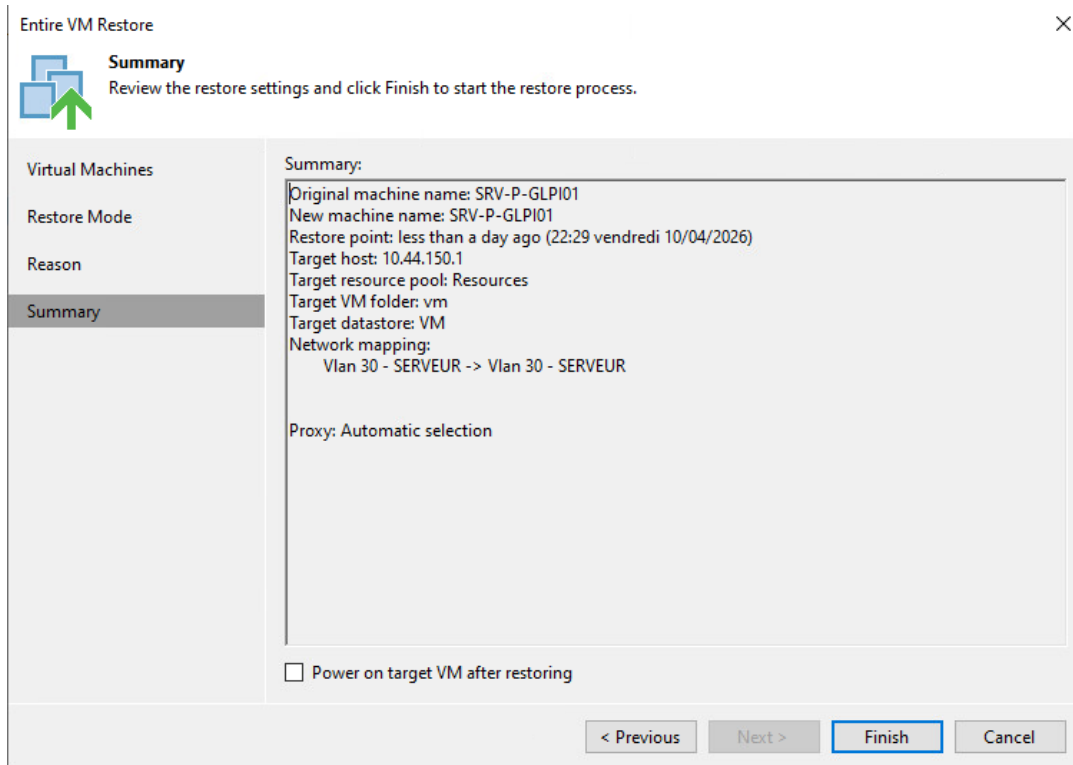 Entire VM Restore
Summary
Review the restore settings and click Finish to start the restore process.
Virtual Machines
Restore Mode
Reason
Summary
Summary:
Original machine name: SRV-P-GLPI01
New machine name: SRV-P-GLPI01
Restore point: less than a day ago (22:29 vendredi 10/04/2026)
Target host: 10.44.150.1
Target resource pool: Resources
Target VM folder: vm
Target datastore: VM
Network mapping:
Vlan 30 - SERVEUR -> Vlan 30 - SERVEUR
Proxy: Automatic selection
Power on target VM after restoring
< Previous
Next >
Finish
Cancel